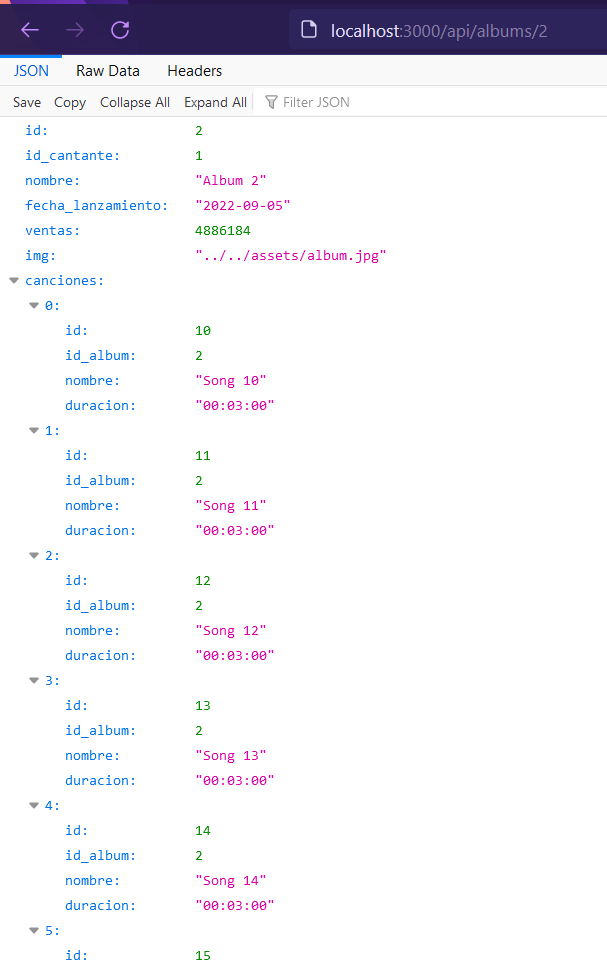 localhost:3000/api/albums/2
JSON Raw Data Headers
Save Copy Collapse All Expand All Filter JSON
id: 2
id_cantante: 1
nombre: "Album 2"
fecha_lanzamiento: "2022-09-05"
ventas: 4886184
img: "../../assets/album.jpg"
canciones:
0:
id: 10
id_album: 2
nombre: "Song 10"
duracion: "00:03:00"
1:
id: 11
id_album: 2
nombre: "Song 11"
duracion: "00:03:00"
2:
id: 12
id_album: 2
nombre: "Song 12"
duracion: "00:03:00"
3:
id: 13
id_album: 2
nombre: "Song 13"
duracion: "00:03:00"
4:
id: 14
id_album: 2
nombre: "Song 14"
duracion: "00:03:00"
5:
id: 15